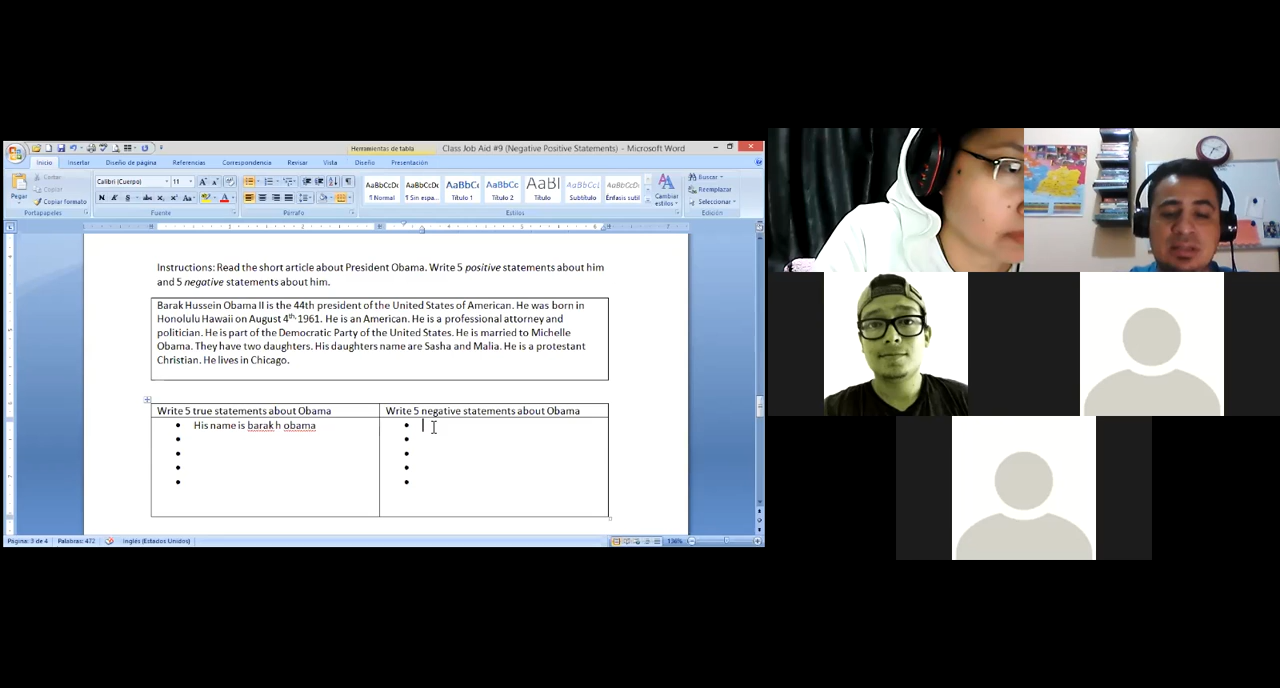 Herramientas de tabla
Class Job Aid #9 (Negative Positive Statements) - Microsoft Word
Inicio Insertar Diseño de página Referencias Correspondencia Revisar Vista Diseño Presentación
Pegar
Cortar
Copiar
Copiar formato
Portapapeles
Calibri (Cuerpo) 11
Fuente
Párrafo
AaBbCcDc AaBbCcDc AaBbC AaBbCc AaBl AaBbCcl AaBbCcDc
¶ Normal ¶ Sin espa... Título 1 Título 2 Título Subtítulo Énfasis sutil
Cambiar estilos
Estilos
Buscar
Reemplazar
Seleccionar
Edición
Instructions: Read the short article about President Obama. Write 5 positive statements about him
and 5 negative statements about him.
Barak Hussein Obama II is the 44th president of the United States of American. He was born in
Honolulu Hawaii on August 4th, 1961. He is an American. He is a professional attorney and
politician. He is part of the Democratic Party of the United States. He is married to Michelle
Obama. They have two daughters. His daughters name are Sasha and Malia. He is a protestant
Christian. He lives in Chicago.
Write 5 true statements about Obama
Write 5 negative statements about Obama
His name is barak h obama
Página: 3 de 4 Palabras: 472 Inglés (Estados Unidos) 136%